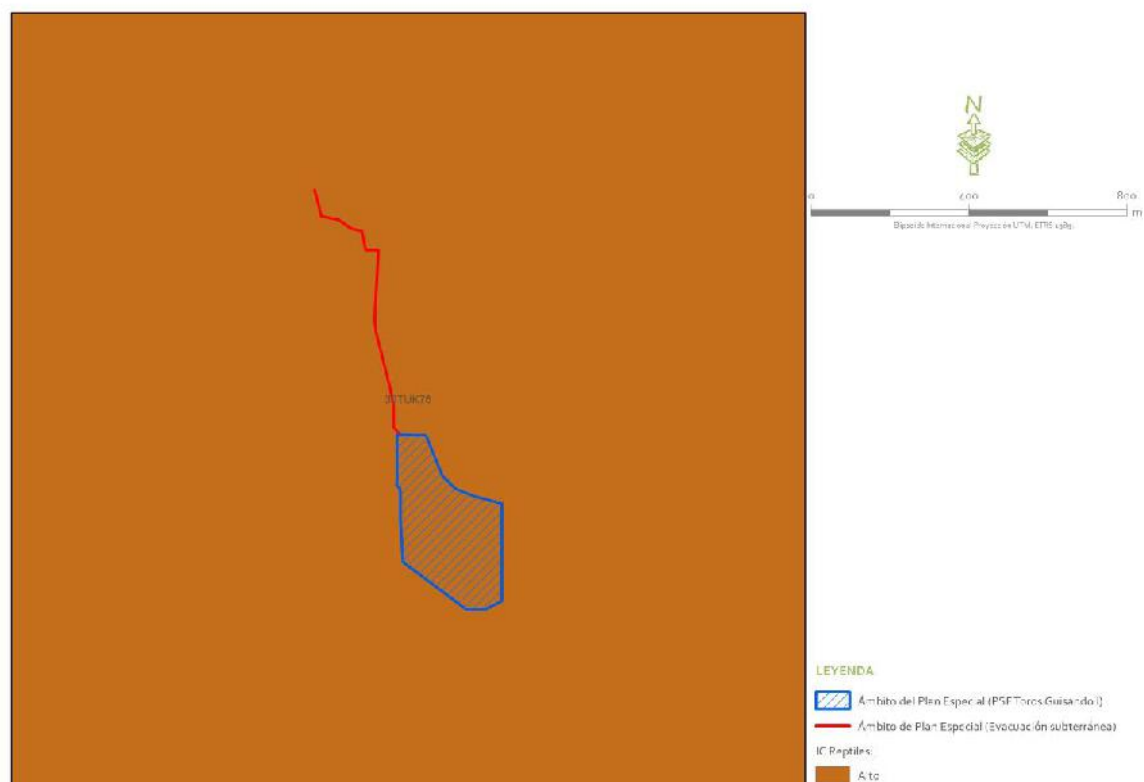 N
0 400 800
m
30TUK76
LEYENDA
Ámbito del Plan Especial (PSF Toros Guisando I)
Ámbito de Plan Especial (Evacuación subterránea)
IC Reptiles:
Alto